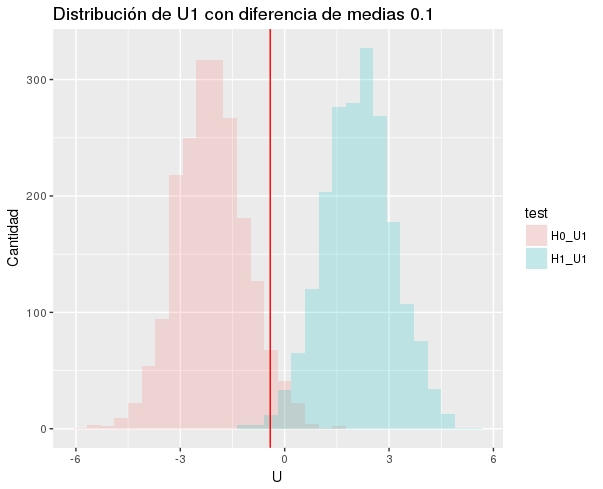 Distribución de U1 con diferencia de medias 0.1
Cantidad
300
200
100
0
-6
-3
0
3
6
U
test
H0_U1
H1_U1